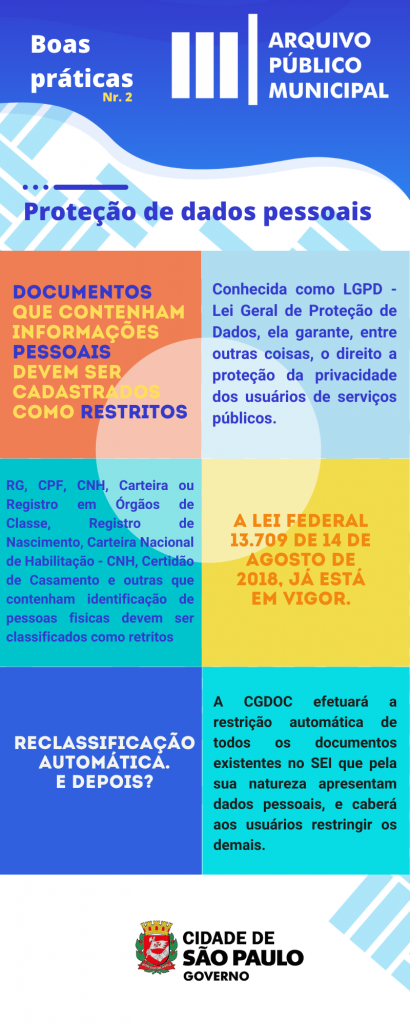 Boas
práticas
Nr. 2
ARQUIVO
PÚBLICO
MUNICIPAL
Proteção de dados pessoais
DOCUMENTOS
QUE CONTENHAM
INFORMAÇÕES
PESSOAIS
DEVEM SER
CADASTRADOS
COMO RESTRITOS
Conhecida como LGPD -
Lei Geral de Proteção de
Dados, ela garante, entre
outras coisas, o direito a
proteção da privacidade
dos usuários de serviços
públicos.
RG, CPF, CNH, Carteira ou
Registro em Órgãos de
Classe, Registro de
Nascimento, Carteira Nacional
de Habilitação - CNH, Certidão
de Casamento e outras que
contenham identificação de
pessoas fisicas devem ser
classificados como retritos
A LEI FEDERAL
13.709 DE 14 DE
AGOSTO DE
2018, JÁ ESTÁ
EM VIGOR.
RECLASSIFICAÇÃO
AUTOMÁTICA.
E DEPOIS?
A CGDOC efetuará a
restrição automática de
todos os documentos
existentes no SEI que pela
sua natureza apresentam
dados pessoais, e caberá
aos usuários restringir os
demais.
CIDADE DE
SÃO PAULO
GOVERNO